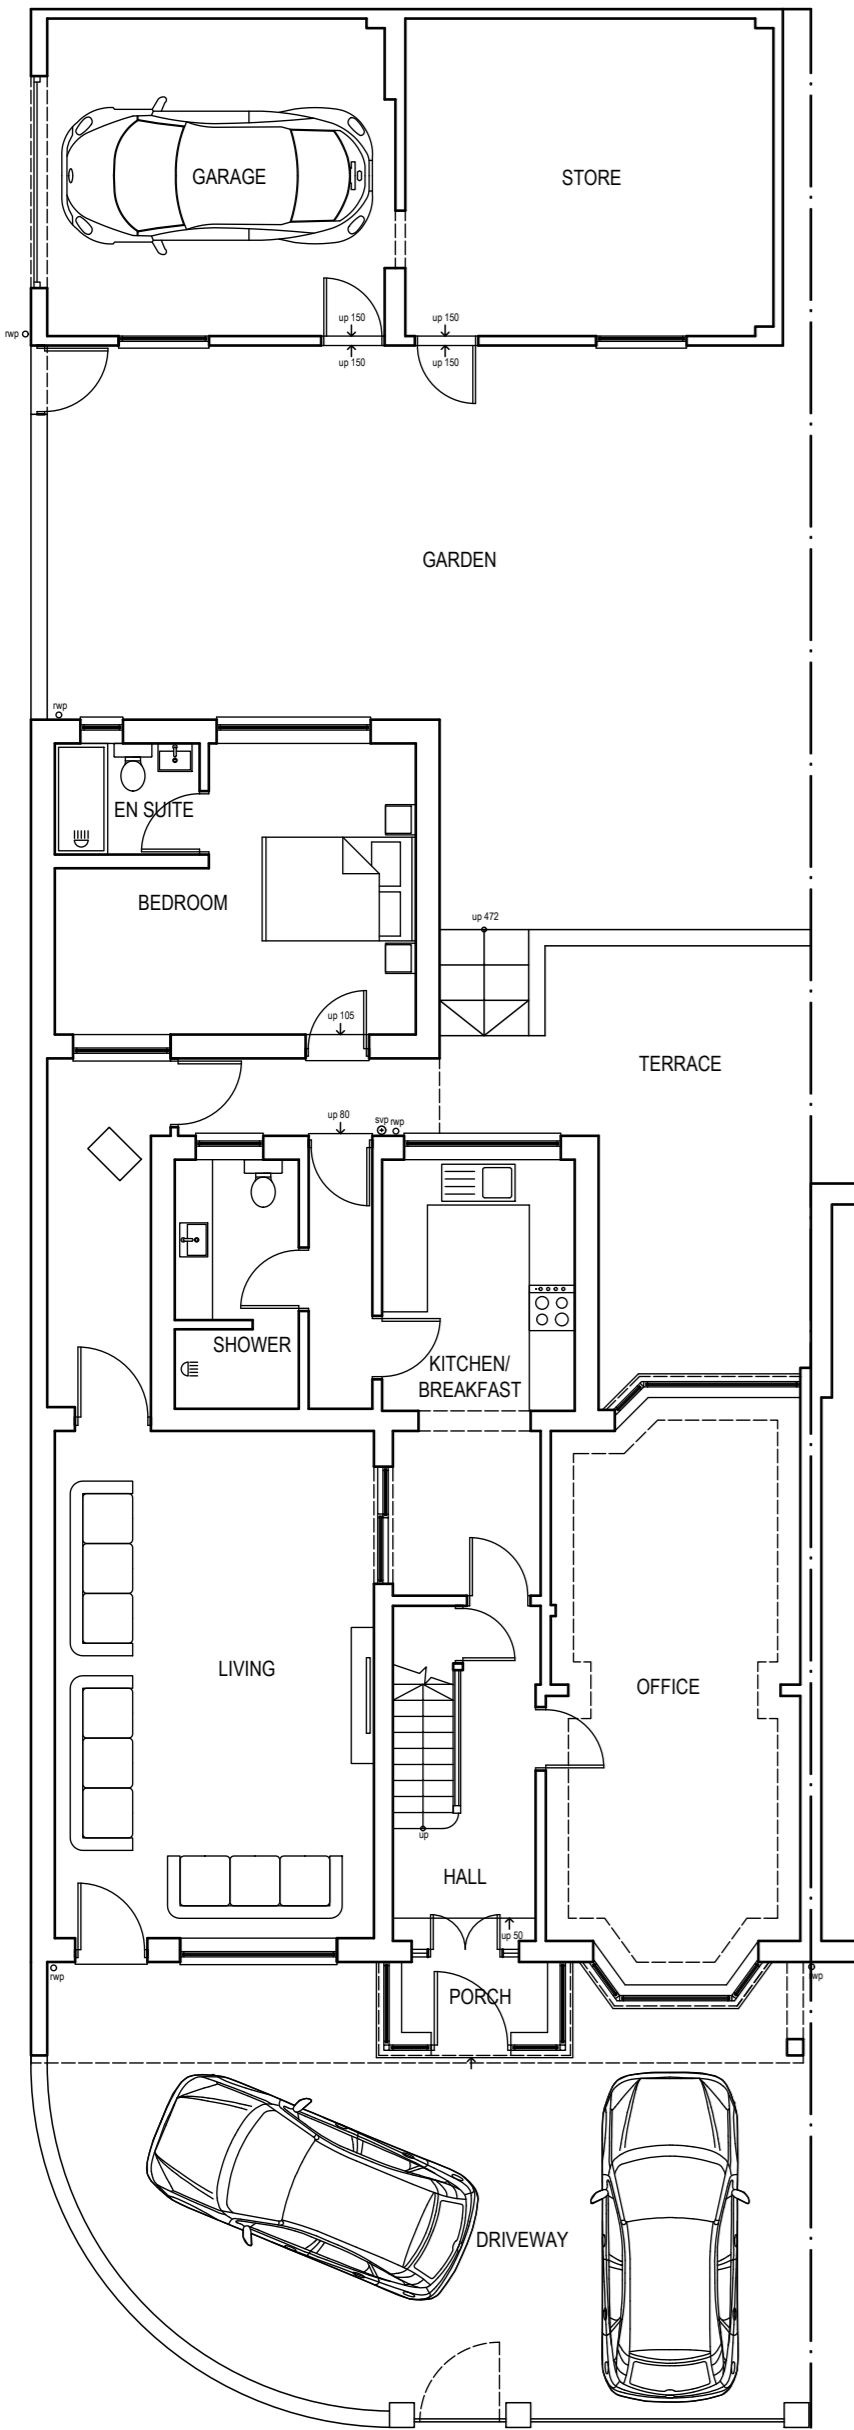 GARAGE
STORE
up 150
up 150
rwp
up 150
up 150
GARDEN
rwp
EN SUITE
BEDROOM
up 472
up 105
TERRACE
up 80
svp
rwp
SHOWER
KITCHEN/
BREAKFAST
LIVING
OFFICE
up
HALL
up 50
rwp
rwp
PORCH
DRIVEWAY